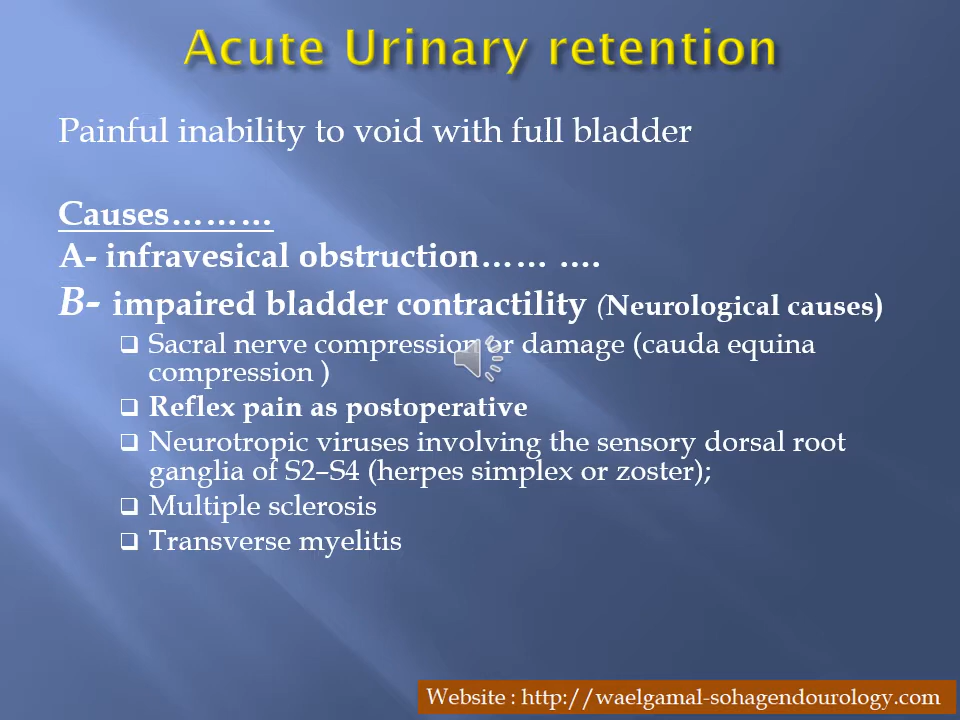 Acute Urinary retention
Painful inability to void with full bladder
Causes………
A- infravesical obstruction…… ….
B- impaired bladder contractility (Neurological causes)
Sacral nerve compression or damage (cauda equina
compression )
Reflex pain as postoperative
Neurotropic viruses involving the sensory dorsal root
ganglia of S2–S4 (herpes simplex or zoster);
Multiple sclerosis
Transverse myelitis
Website : http://waelgamal-sohagendourology.com